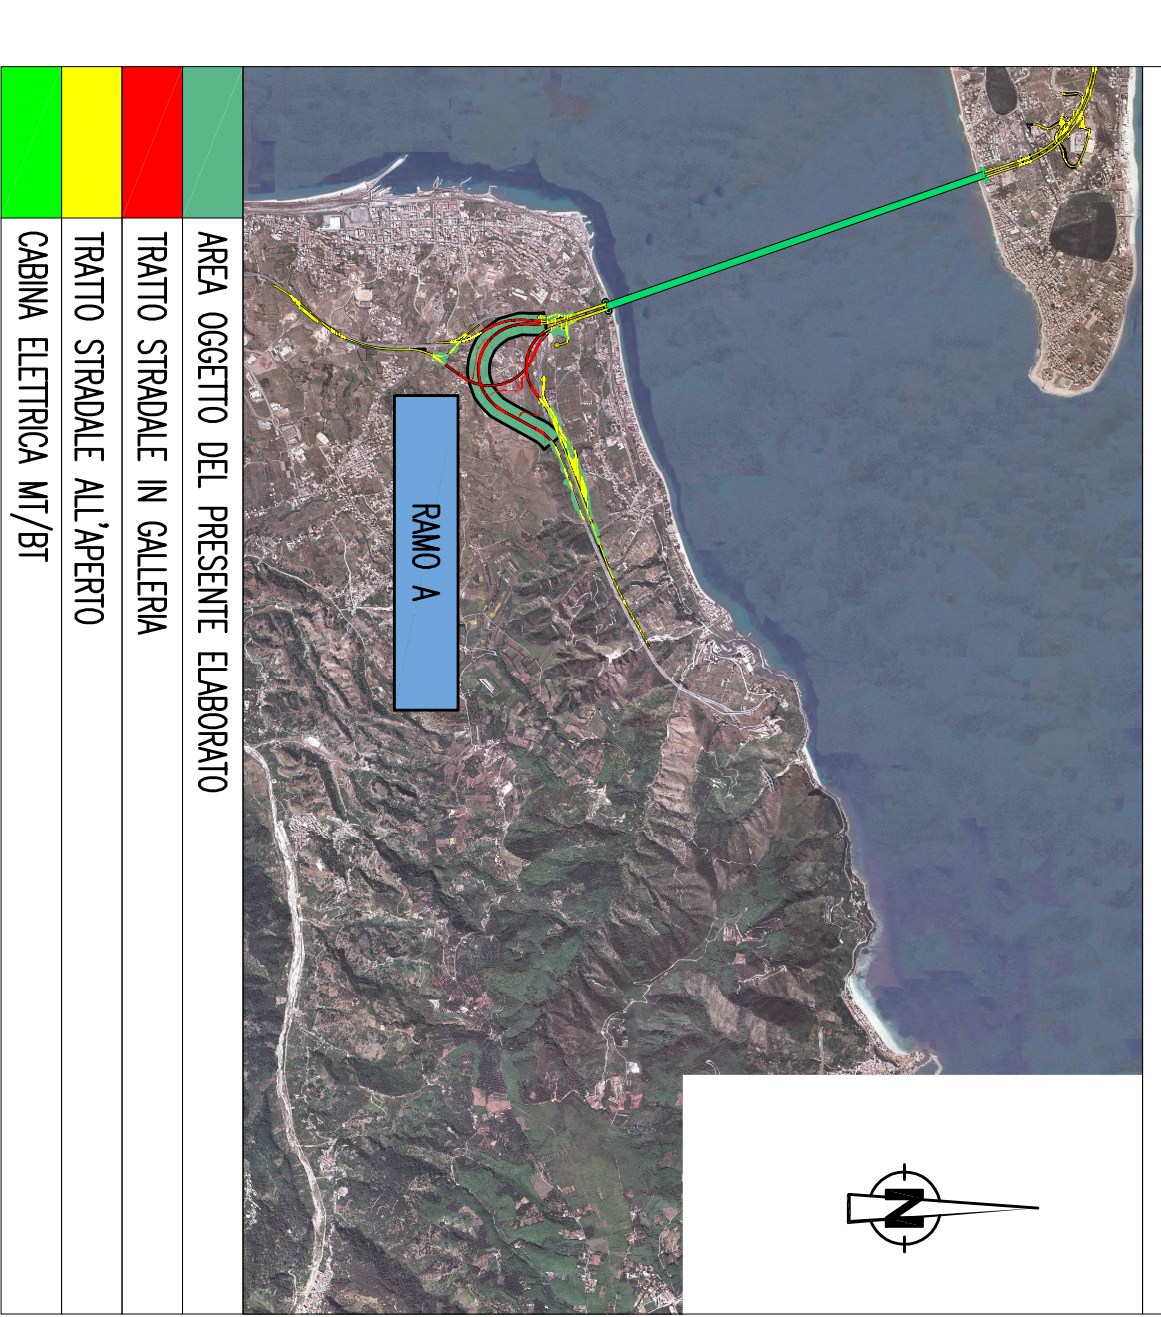 N
RAMO A
AREA OGGETTO DEL PRESENTE ELABORATO
TRATTO STRADALE IN GALLERIA
TRATTO STRADALE ALL'APERTO
CABINA ELETTRICA MT/BT